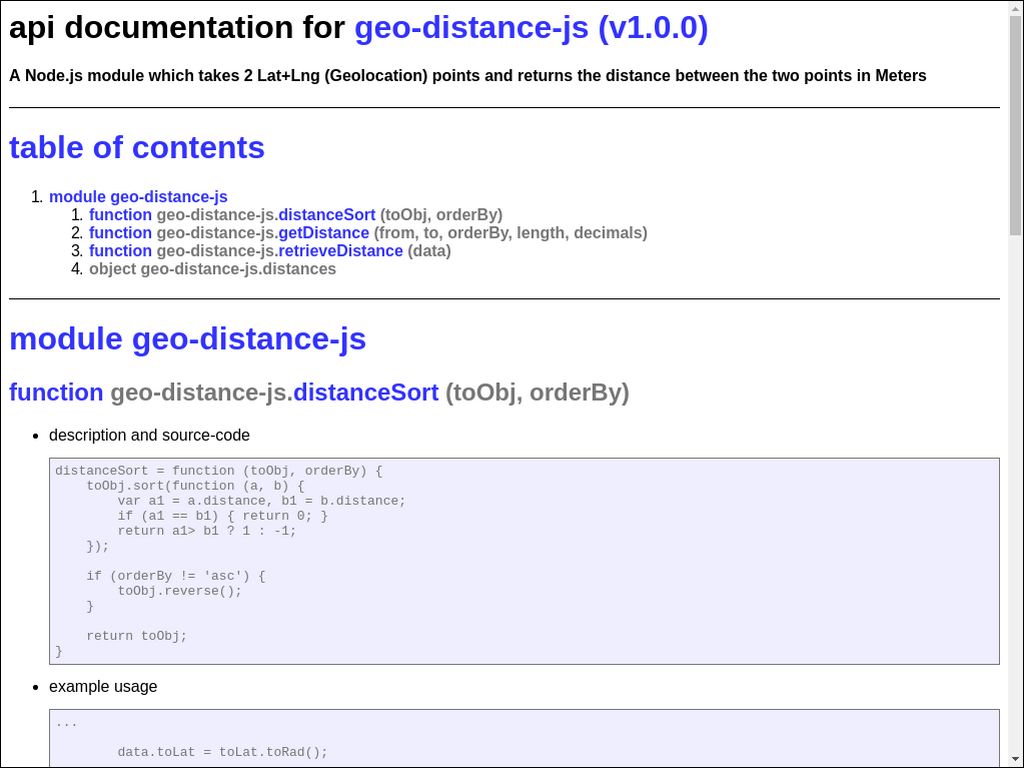 api documentation for geo-distance-js (v1.0.0)
A Node.js module which takes 2 Lat+Lng (Geolocation) points and returns the distance between the two points in Meters
table of contents
1. module geo-distance-js
1. function geo-distance-js.distanceSort (toObj, orderBy)
2. function geo-distance-js.getDistance (from, to, orderBy, length, decimals)
3. function geo-distance-js.retrieveDistance (data)
4. object geo-distance-js.distances
module geo-distance-js
function geo-distance-js.distanceSort (toObj, orderBy)
• description and source-code
distanceSort = function (toObj, orderBy) {
    toObj.sort(function (a, b) {
        var a1 = a.distance, b1 = b.distance;
        if (a1 == b1) { return 0; }
        return a1> b1 ? 1 : -1;
    });
    if (orderBy != 'asc') {
        toObj.reverse();
    }
    return toObj;
}
• example usage
...
        data.toLat = toLat.toRad();